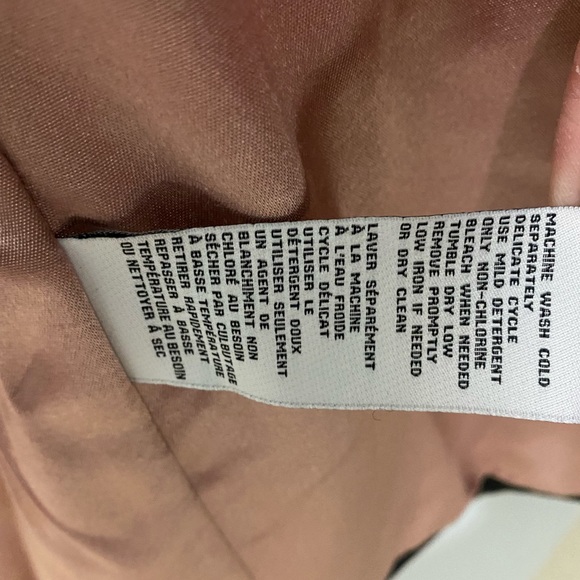 MACHINE WASH COLD
SEPARATELY
DELICATE CYCLE
USE MILD DETERGENT
ONLY NON-CHLORINE
BLEACH WHEN NEEDED
TUMBLE DRY LOW
REMOVE PROMPTLY
LOW IRON IF NEEDED
OR DRY CLEAN
LAVER SÉPARÉMENT
À LA MACHINE
À L'EAU FROIDE
CYCLE DÉLICAT
UTILISER LE
DÉTERGENT DOUX
UTILISER SEULEMENT
UN AGENT DE
BLANCHIMENT NON
CHLORÉ AU BESOIN
SÉCHER PAR CULBUTAGE
À BASSE TEMPÉRATURE
RETIRER RAPIDEMENT
REPASSER À BASSE
TEMPÉRATURE AU BESOIN
OU NETTOYER À SEC